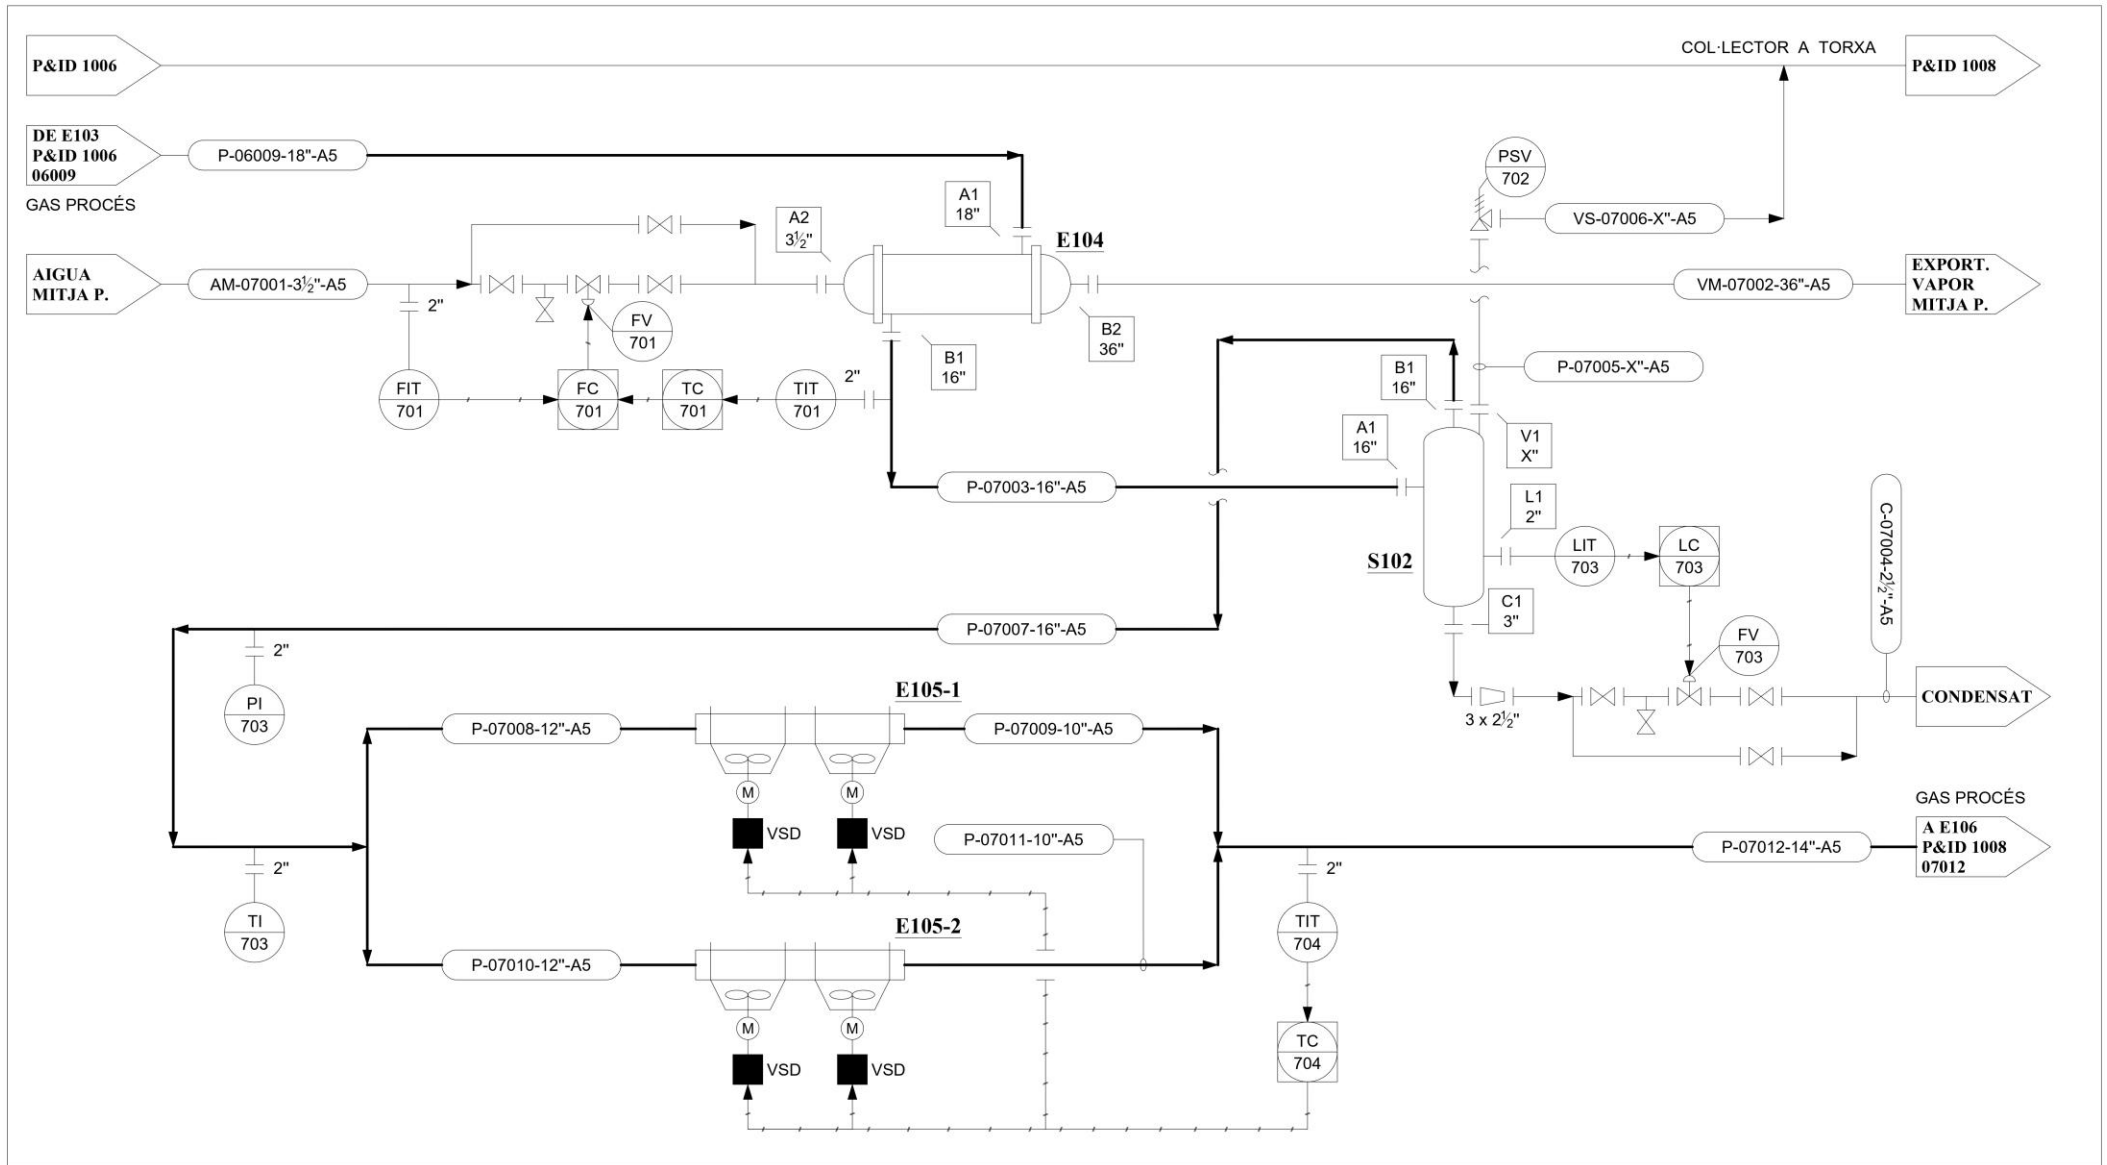 P&ID 1006
COL·LECTOR A TORXA
P&ID 1008
DE E103
P&ID 1006
06009
P-06009-18"-A5
GAS PROCÉS
PSV
702
VS-07006-X"-A5
A1
18"
A2
3½"
E104
AIGUA
MITJA P.
AM-07001-3½"-A5
2"
FV
701
B1
16"
B2
36"
VM-07002-36"-A5
EXPORT.
VAPOR
MITJA P.
FIT
701
FC
701
TC
701
TIT
701
2"
P-07005-X"-A5
B1
16"
A1
16"
V1
X"
P-07003-16"-A5
L1
2"
S102
LIT
703
LC
703
C-07004-2½"-A5
C1
3"
FV
703
P-07007-16"-A5
2"
PI
703
3 x 2½"
CONDENSAT
E105-1
P-07008-12"-A5
P-07009-10"-A5
M
M
VSD
VSD
P-07011-10"-A5
GAS PROCÉS
P-07012-14"-A5
A E106
P&ID 1008
07012
2"
TI
703
2"
TIT
704
E105-2
P-07010-12"-A5
M
M
VSD
VSD
TC
704